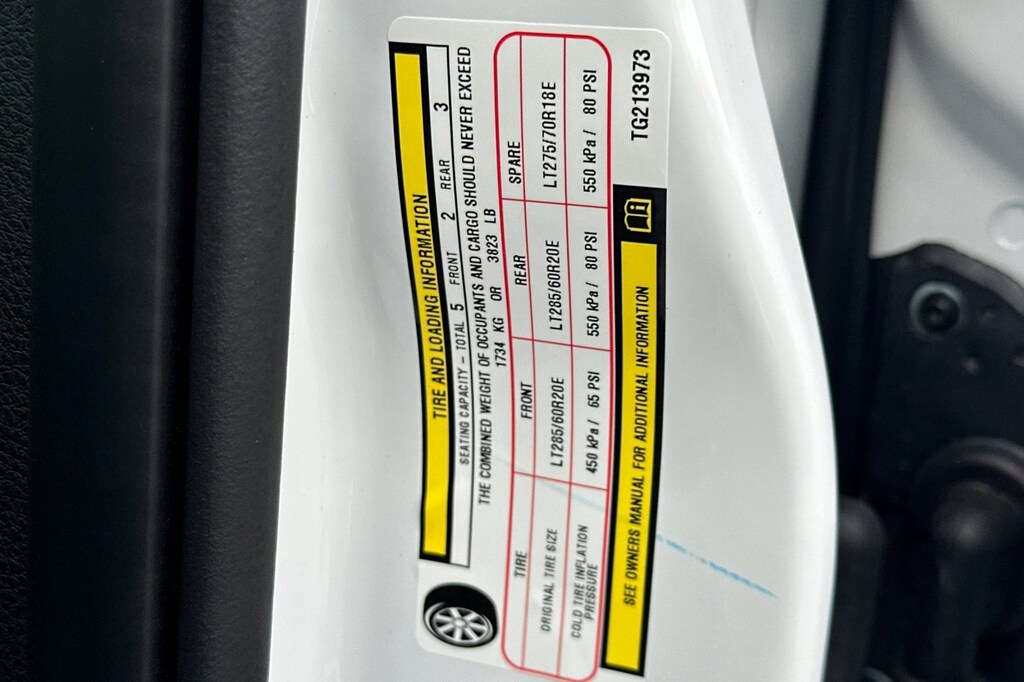 TIRE AND LOADING INFORMATION
SEATING CAPACITY – TOTAL 5 FRONT 2 REAR 3
THE COMBINED WEIGHT OF OCCUPANTS AND CARGO SHOULD NEVER EXCEED
1734 KG OR 3823 LB
TIRE FRONT REAR SPARE
ORIGINAL TIRE SIZE LT285/60R20E LT285/60R20E LT275/70R18E
COLD TIRE INFLATION PRESSURE 450 kPa / 65 PSI 550 kPa / 80 PSI 550 kPa / 80 PSI
SEE OWNERS MANUAL FOR ADDITIONAL INFORMATION
TG213973